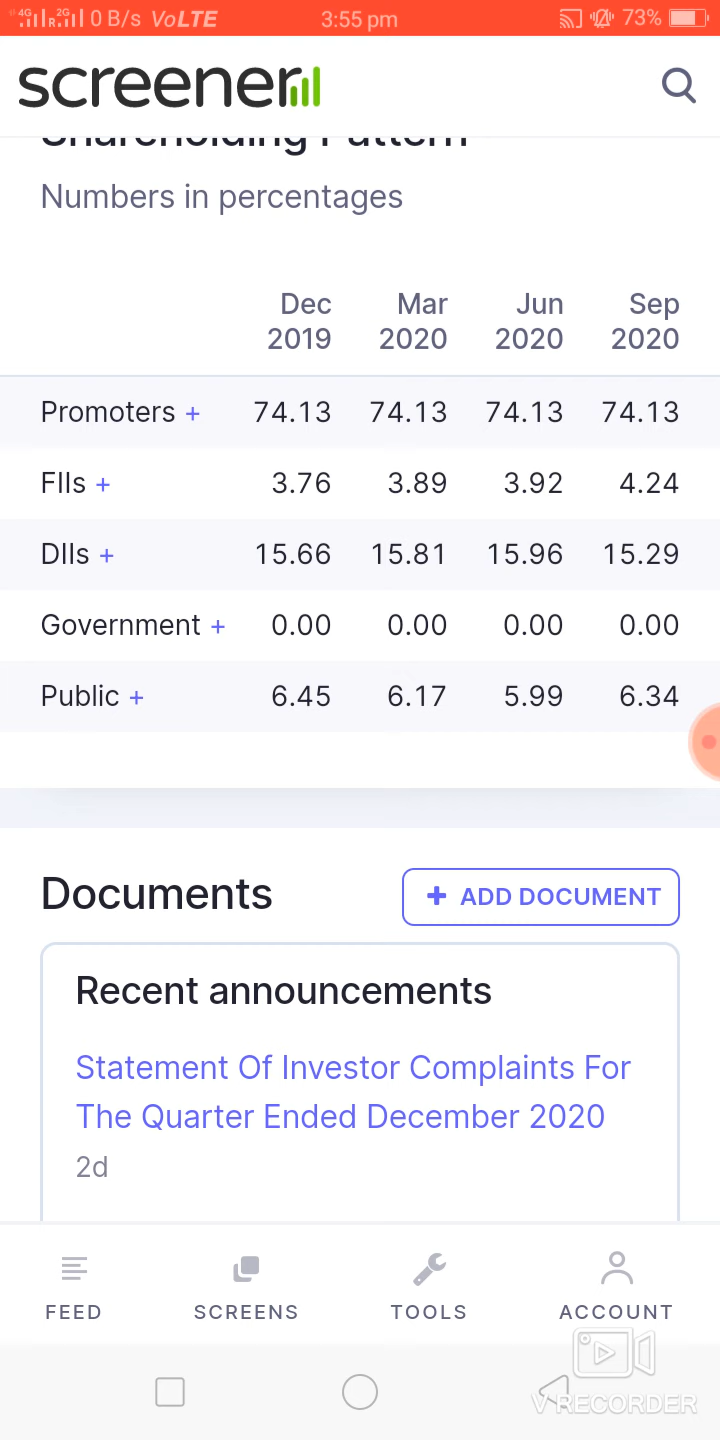 4G R 2G 0 B/s VoLTE 3:55 pm 73%
screener
Shareholding Pattern
Numbers in percentages
Dec Mar Jun Sep
2019 2020 2020 2020
Promoters + 74.13 74.13 74.13 74.13
FIIs + 3.76 3.89 3.92 4.24
DIIs + 15.66 15.81 15.96 15.29
Government + 0.00 0.00 0.00 0.00
Public + 6.45 6.17 5.99 6.34
Documents + ADD DOCUMENT
Recent announcements
Statement Of Investor Complaints For
The Quarter Ended December 2020
2d
FEED SCREENS TOOLS ACCOUNT
V RECORDER